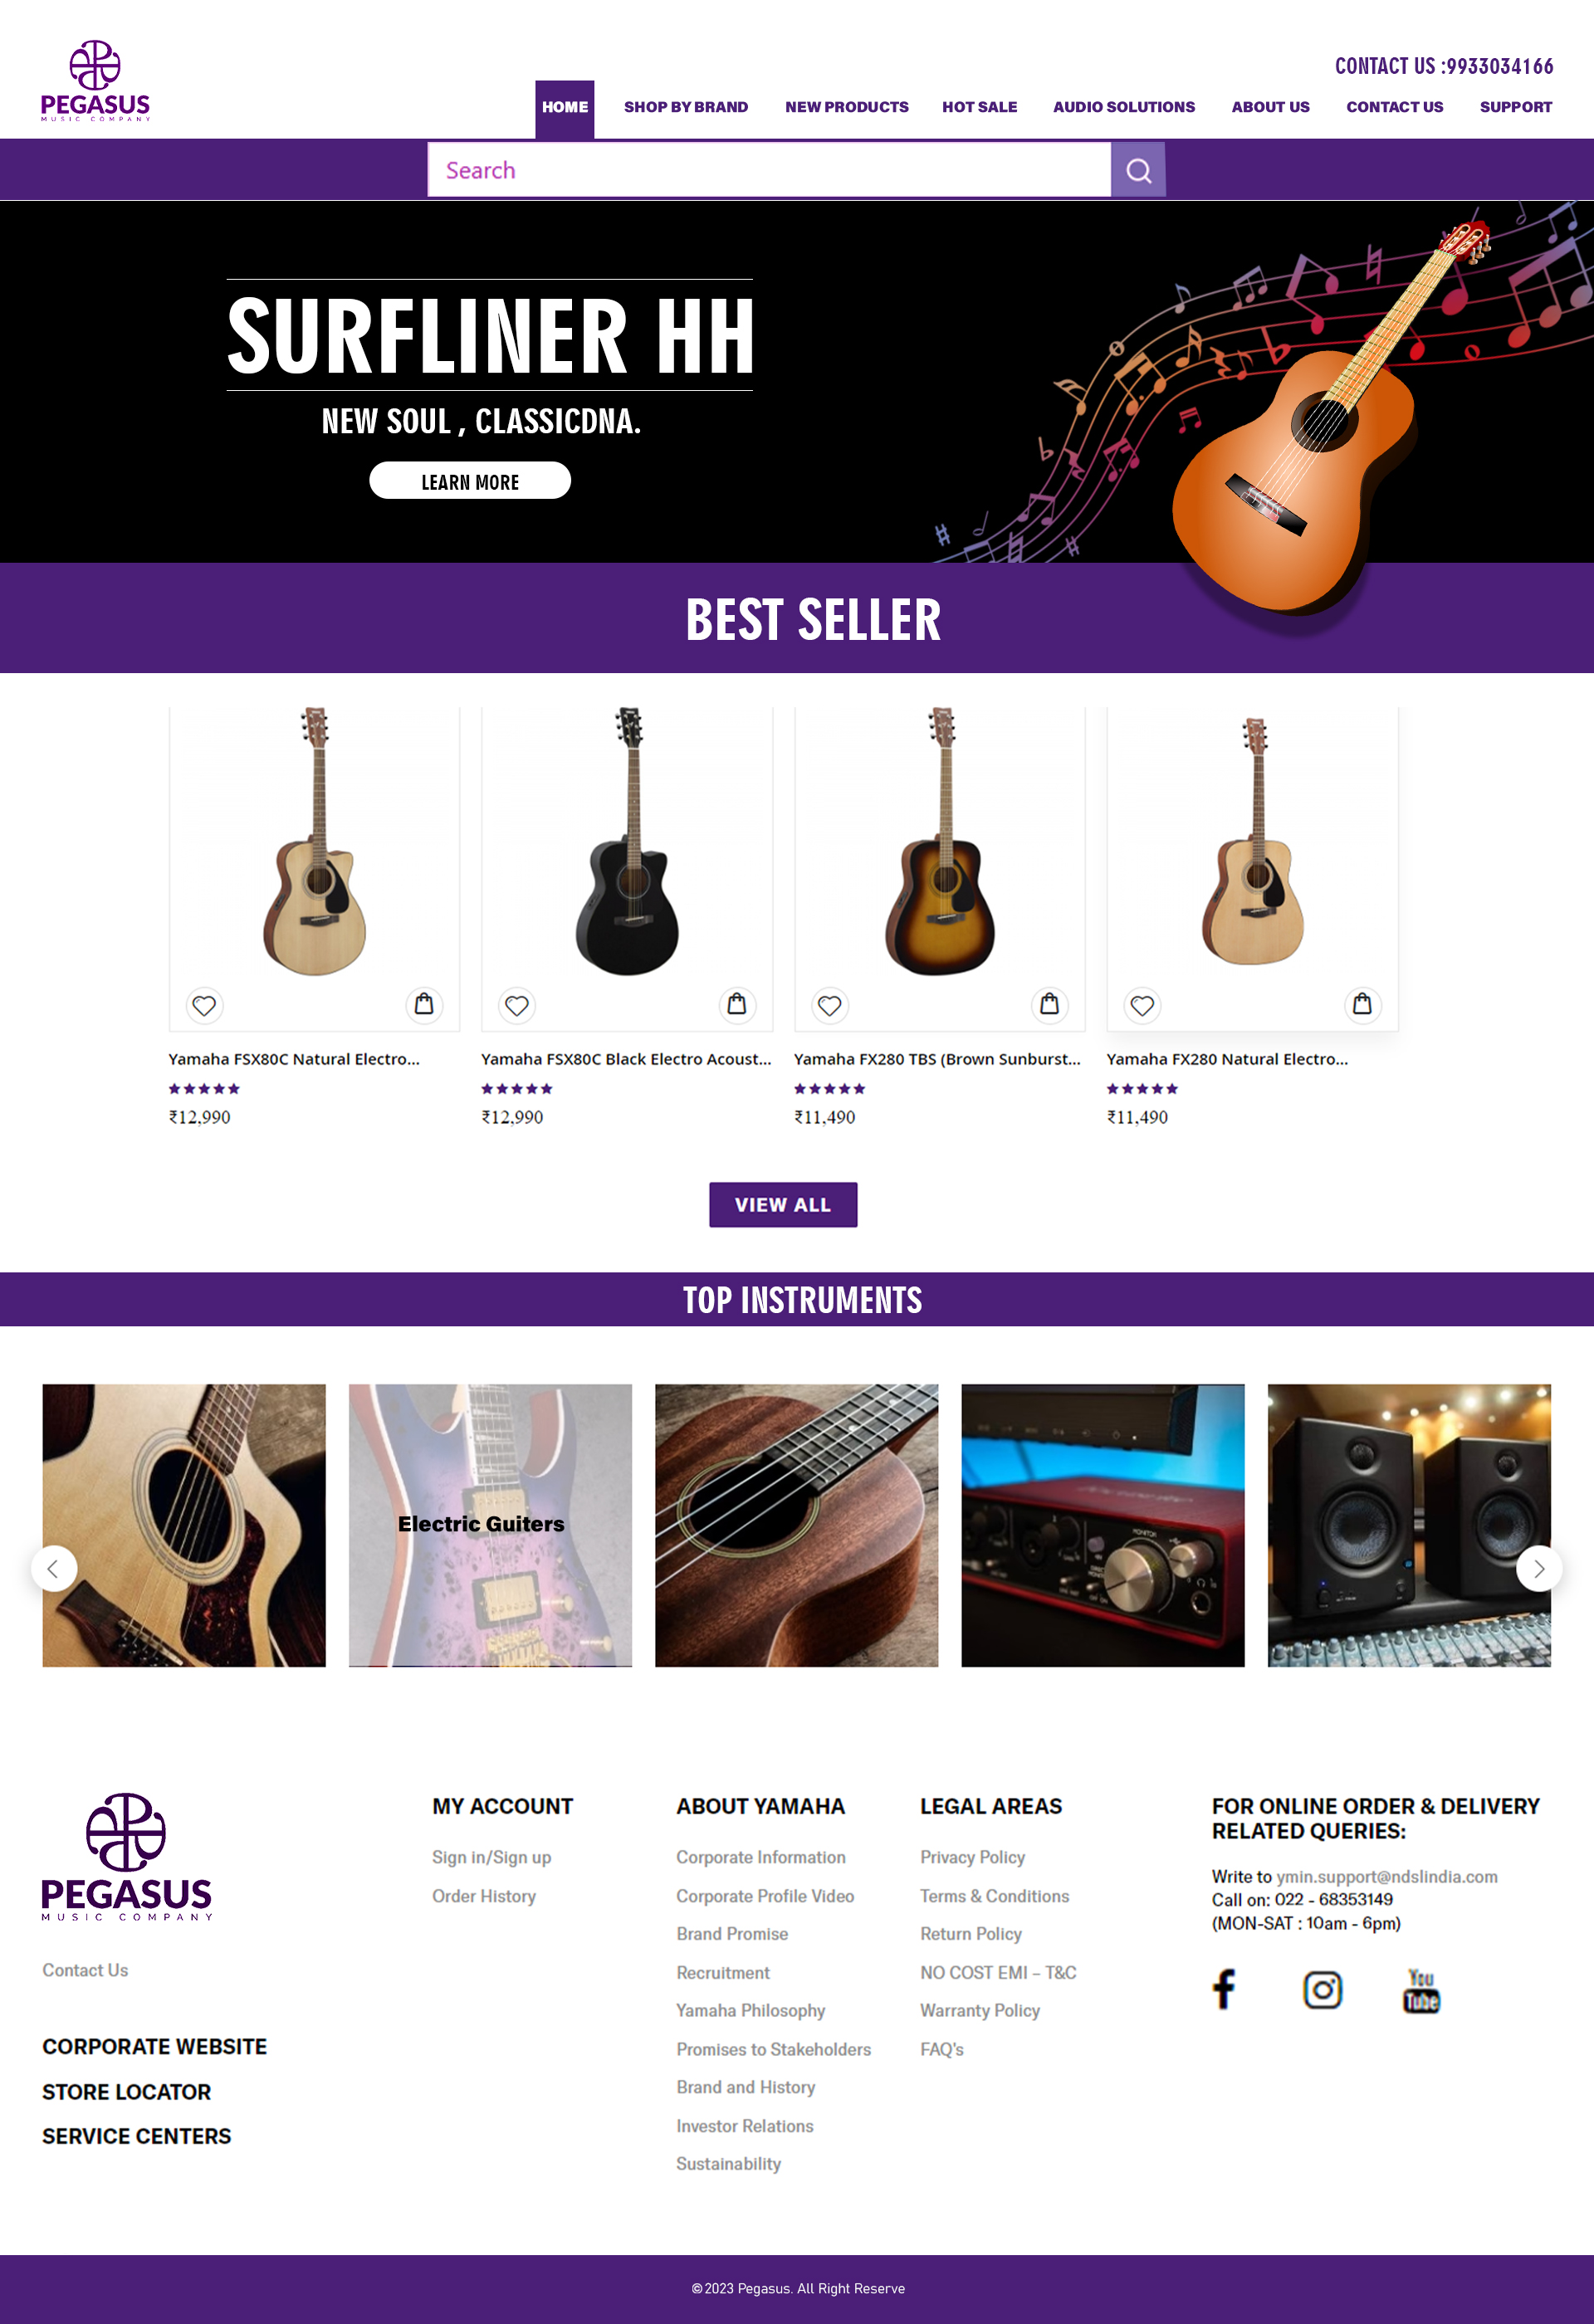 PEGASUS
MUSIC COMPANY
CONTACT US :9933034166
HOME SHOP BY BRAND NEW PRODUCTS HOT SALE AUDIO SOLUTIONS ABOUT US CONTACT US SUPPORT
Search
SURFLINER HH
NEW SOUL , CLASSICDNA.
LEARN MORE
BEST SELLER
Yamaha FSX80C Natural Electro...
₹12,990
Yamaha FSX80C Black Electro Acoust...
₹12,990
Yamaha FX280 TBS (Brown Sunburst...
₹11,490
Yamaha FX280 Natural Electro...
₹11,490
VIEW ALL
TOP INSTRUMENTS
Electric Guiters
MONITOR
PEGASUS
MUSIC COMPANY
Contact Us
CORPORATE WEBSITE
STORE LOCATOR
SERVICE CENTERS
MY ACCOUNT
Sign in/Sign up
Order History
ABOUT YAMAHA
Corporate Information
Corporate Profile Video
Brand Promise
Recruitment
Yamaha Philosophy
Promises to Stakeholders
Brand and History
Investor Relations
Sustainability
LEGAL AREAS
Privacy Policy
Terms & Conditions
Return Policy
NO COST EMI – T&C
Warranty Policy
FAQ's
FOR ONLINE ORDER & DELIVERY
RELATED QUERIES:
Write to ymin.support@ndslindia.com
Call on: 022 - 68353149
(MON-SAT : 10am - 6pm)
You
Tube
©2023 Pegasus. All Right Reserve